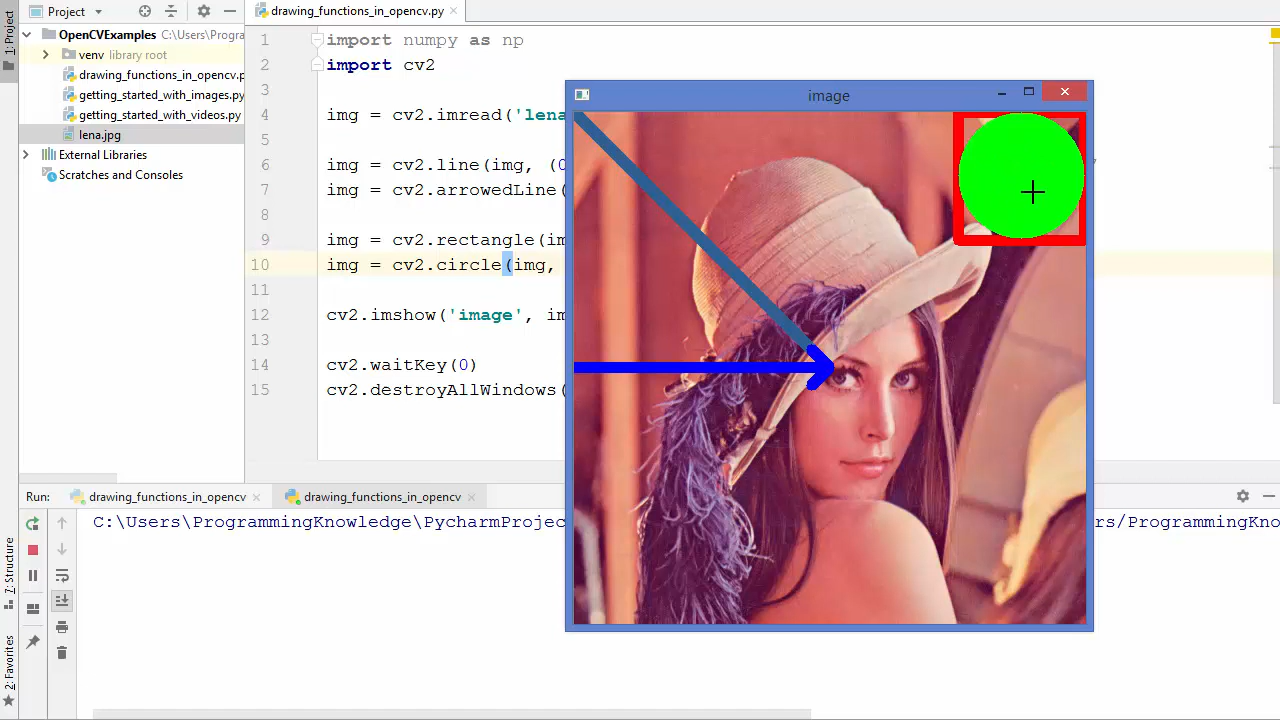 Project
drawing_functions_in_opencv.py
1: Project
OpenCVExamples C:\Users\Progra
venv library root
drawing_functions_in_opencv.p
getting_started_with_images.py
getting_started_with_videos.py
lena.jpg
External Libraries
Scratches and Consoles
1 import numpy as np
2 import cv2
3
4 img = cv2.imread('lena
5
6 img = cv2.line(img, (0
7 img = cv2.arrowedLine(
8
9 img = cv2.rectangle(im
10 img = cv2.circle(img,
11
12 cv2.imshow('image', im
13
14 cv2.waitKey(0)
15 cv2.destroyAllWindows(
image
Run: drawing_functions_in_opencv drawing_functions_in_opencv
C:\Users\ProgrammingKnowledge\PycharmProjec
rs/ProgrammingKno
7: Structure
2: Favorites